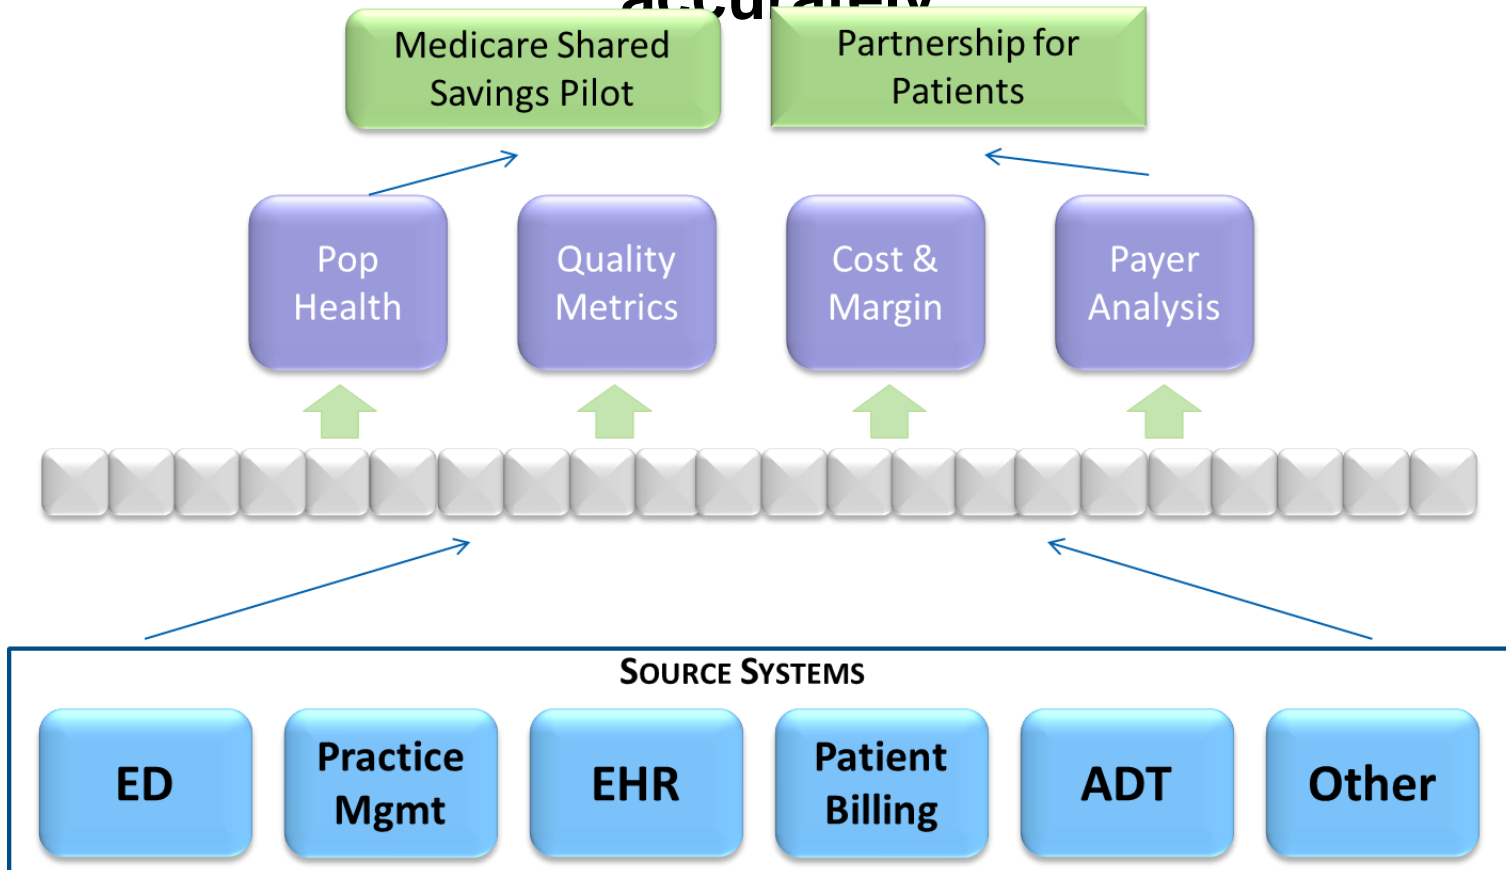 accurately
Medicare Shared
Savings Pilot
Partnership for
Patients
Pop
Health
Quality
Metrics
Cost &
Margin
Payer
Analysis
SOURCE SYSTEMS
ED
Practice
Mgmt
EHR
Patient
Billing
ADT
Other